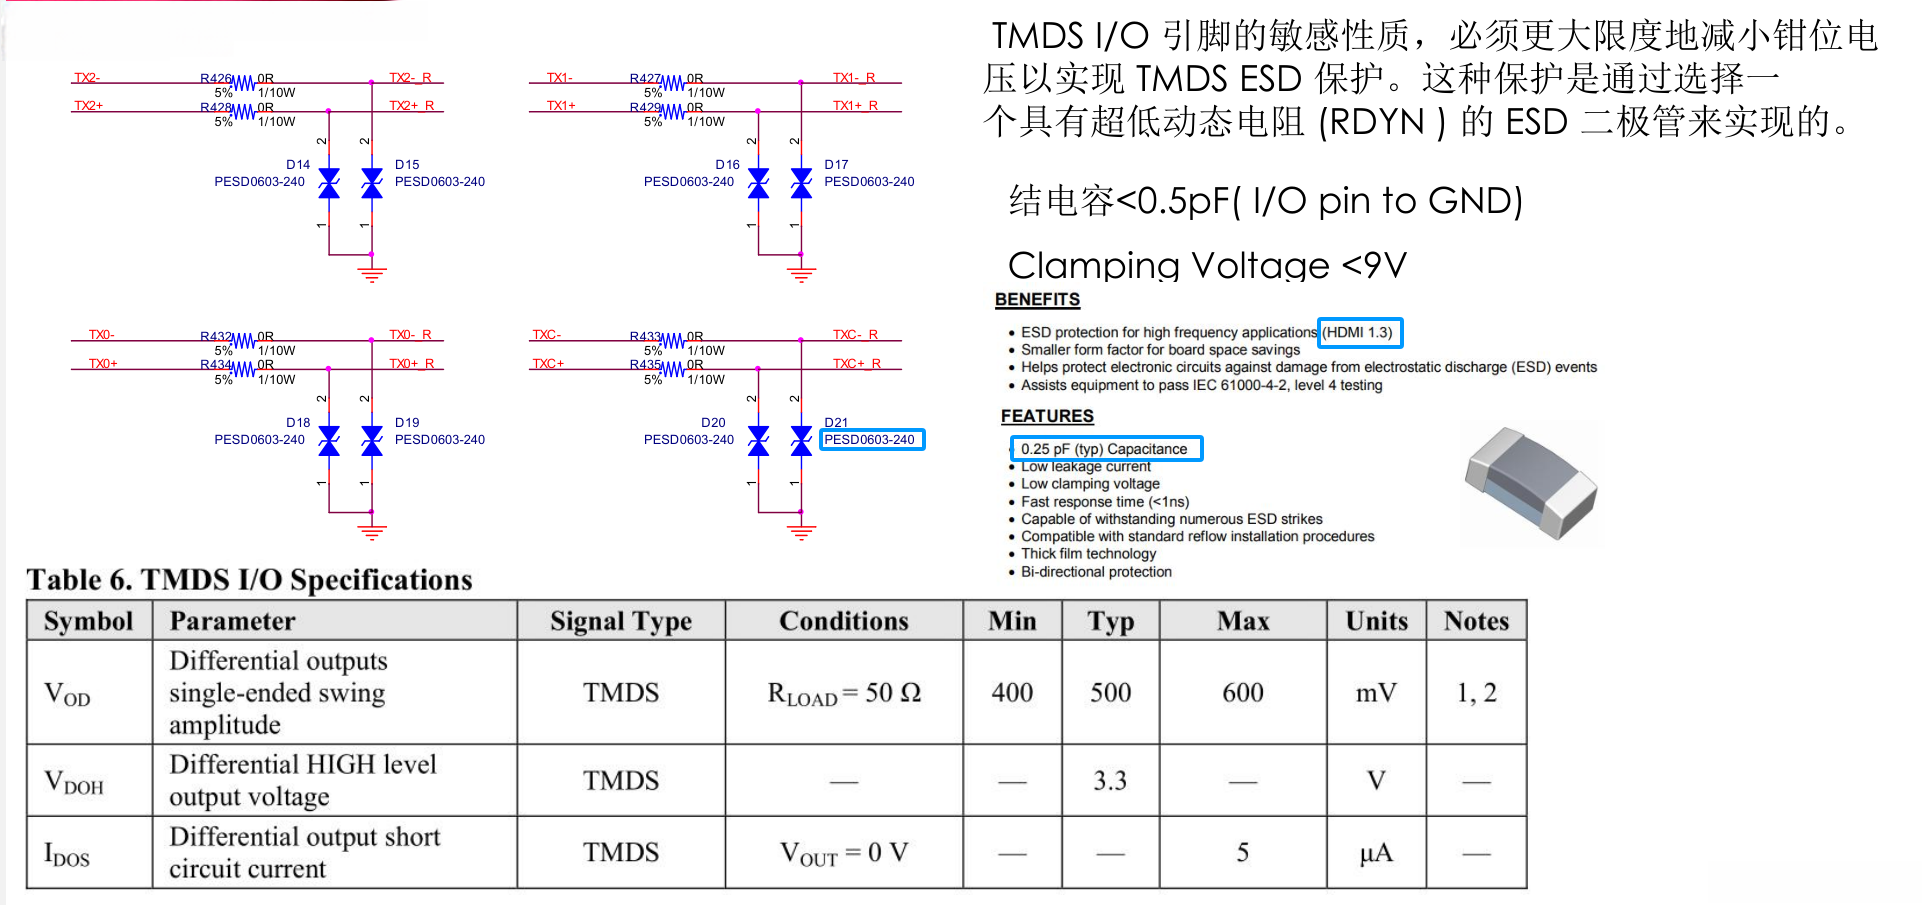 TMDS I/O 引脚的敏感性质，必须更大限度地减小钳位电
压以实现 TMDS ESD 保护。这种保护是通过选择一
个具有超低动态电阻 (RDYN ) 的 ESD 二极管来实现的。
结电容<0.5pF( I/O pin to GND)
Clamping Voltage <9V
TX2- R426 0R TX2-_R
5% 1/10W
TX2+ R428 0R TX2+_R
5% 1/10W
2 2
D14 D15
PESD0603-240 PESD0603-240
1 1
TX1- R427 0R TX1-_R
5% 1/10W
TX1+ R429 0R TX1+_R
5% 1/10W
2 2
D16 D17
PESD0603-240 PESD0603-240
1 1
TX0- R432 0R TX0-_R
5% 1/10W
TX0+ R434 0R TX0+_R
5% 1/10W
2 2
D18 D19
PESD0603-240 PESD0603-240
1 1
TXC- R433 0R TXC-_R
5% 1/10W
TXC+ R435 0R TXC+_R
5% 1/10W
2 2
D20 D21
PESD0603-240 PESD0603-240
1 1
BENEFITS
• ESD protection for high frequency applications (HDMI 1.3)
• Smaller form factor for board space savings
• Helps protect electronic circuits against damage from electrostatic discharge (ESD) events
• Assists equipment to pass IEC 61000-4-2, level 4 testing
FEATURES
• 0.25 pF (typ) Capacitance
• Low leakage current
• Low clamping voltage
• Fast response time (<1ns)
• Capable of withstanding numerous ESD strikes
• Compatible with standard reflow installation procedures
• Thick film technology
• Bi-directional protection
Table 6. TMDS I/O Specifications
Symbol Parameter Signal Type Conditions Min Typ Max Units Notes
VOD Differential outputs single-ended swing amplitude TMDS RLOAD = 50 Ω 400 500 600 mV 1, 2
VDOH Differential HIGH level output voltage TMDS — — 3.3 — V —
IDOS Differential output short circuit current TMDS VOUT = 0 V — — 5 μA —